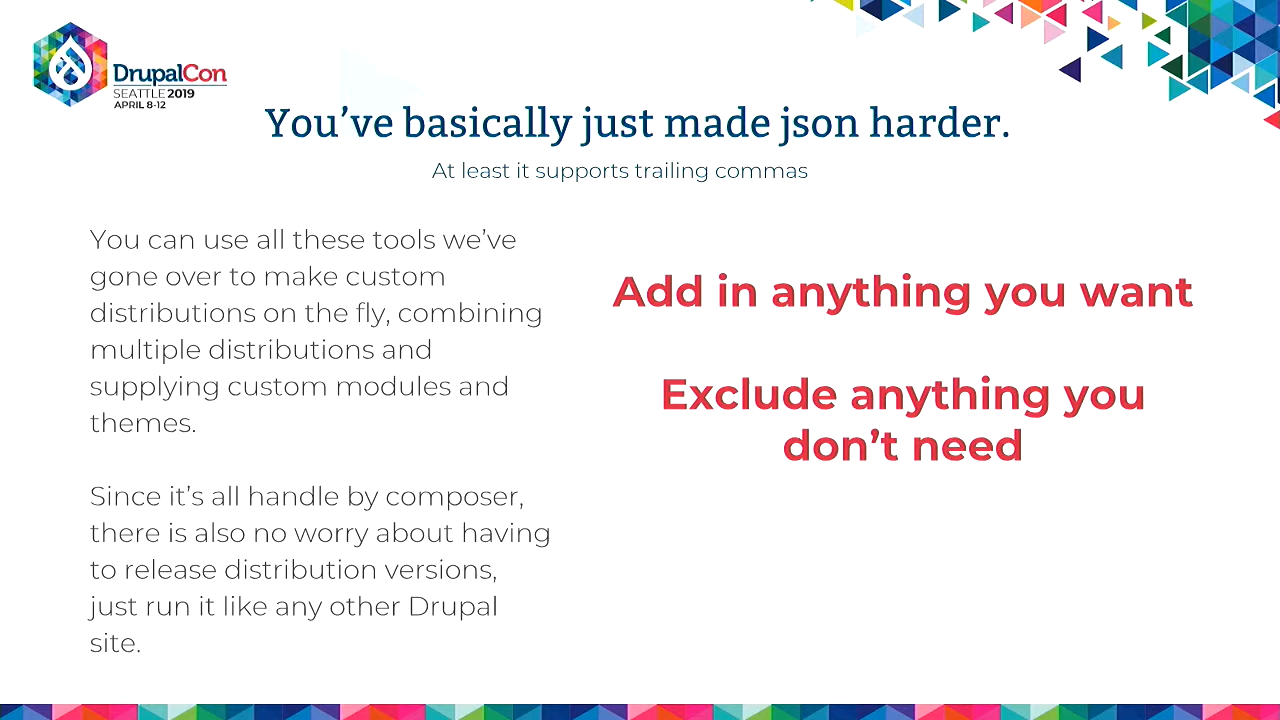 DrupalCon
SEATTLE 2019
APRIL 8-12
You’ve basically just made json harder.
At least it supports trailing commas
You can use all these tools we’ve
gone over to make custom
distributions on the fly, combining
multiple distributions and
supplying custom modules and
themes.
Since it’s all handle by composer,
there is also no worry about having
to release distribution versions,
just run it like any other Drupal
site.
Add in anything you want
Exclude anything you
don’t need